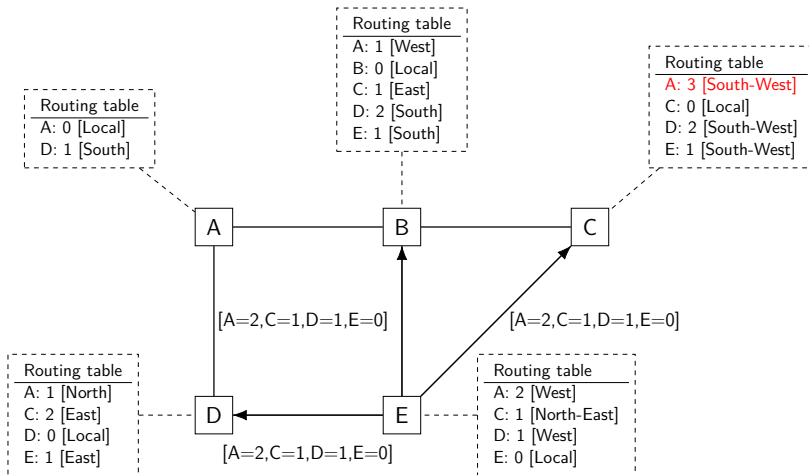 Routing table
A: 1 [West]
B: 0 [Local]
C: 1 [East]
D: 2 [South]
E: 1 [South]
Routing table
A: 3 [South-West]
C: 0 [Local]
D: 2 [South-West]
E: 1 [South-West]
Routing table
A: 0 [Local]
D: 1 [South]
A
B
C
[A=2,C=1,D=1,E=0]
[A=2,C=1,D=1,E=0]
Routing table
A: 1 [North]
C: 2 [East]
D: 0 [Local]
E: 1 [East]
D
E
Routing table
A: 2 [West]
C: 1 [North-East]
D: 1 [West]
E: 0 [Local]
[A=2,C=1,D=1,E=0]